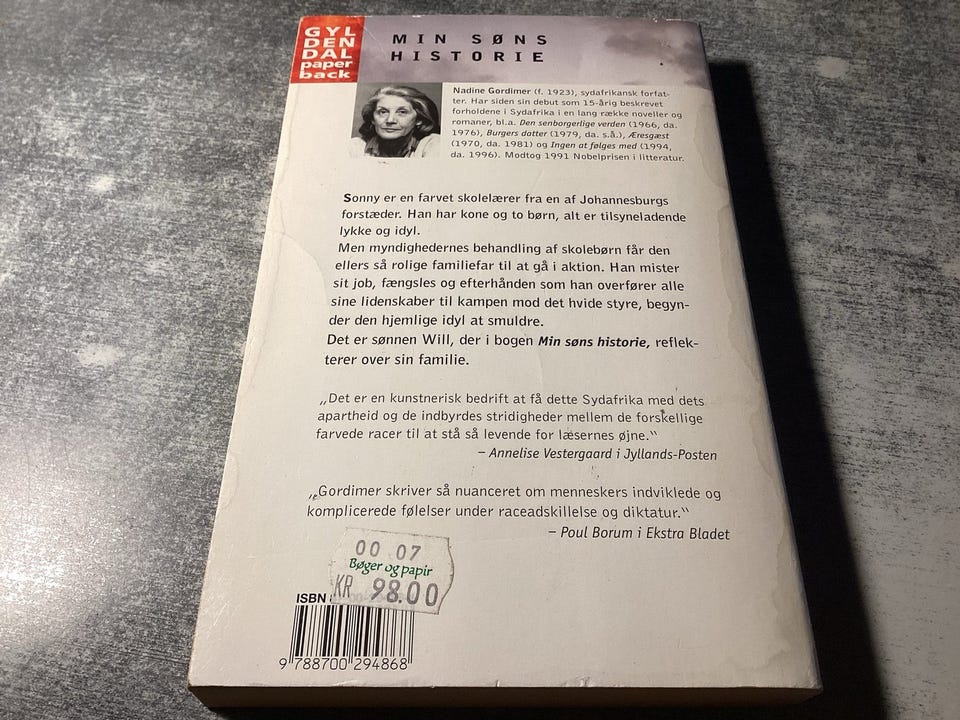 GYL
DEN
DAL
paper
back
MIN SØNS
HISTORIE
Nadine Gordimer (f. 1923), sydafrikansk forfat-
ter. Har siden sin debut som 15-årig beskrevet
forholdene i Sydafrika i en lang række noveller og
romaner, bl.a. Den senborgerlige verden (1966, da.
1976), Burgers datter (1979, da. s.å.), Æresgæst
(1970, da. 1981) og Ingen at følges med (1994,
da. 1996). Modtog 1991 Nobelprisen i litteratur.
Sonny er en farvet skolelærer fra en af Johannesburgs
forstæder. Han har kone og to børn, alt er tilsyneladende
lykke og idyl.
Men myndighedernes behandling af skolebørn får den
ellers så rolige familiefar til at gå i aktion. Han mister
sit job, fængsles og efterhånden som han overfører alle
sine lidenskaber til kampen mod det hvide styre, begyn-
der den hjemlige idyl at smuldre.
Det er sønnen Will, der i bogen Min søns historie, reflek-
terer over sin familie.
„Det er en kunstnerisk bedrift at få dette Sydafrika med dets
apartheid og de indbyrdes stridigheder mellem de forskellige
farvede racer til at stå så levende for læsernes øjne.“
– Annelise Vestergaard i Jyllands-Posten
„Gordimer skriver så nuanceret om menneskers indviklede og
komplicerede følelser under raceadskillelse og diktatur.“
– Poul Borum i Ekstra Bladet
00 07
Bøger og papir
KR 98.00
ISBN
9 788700 294868